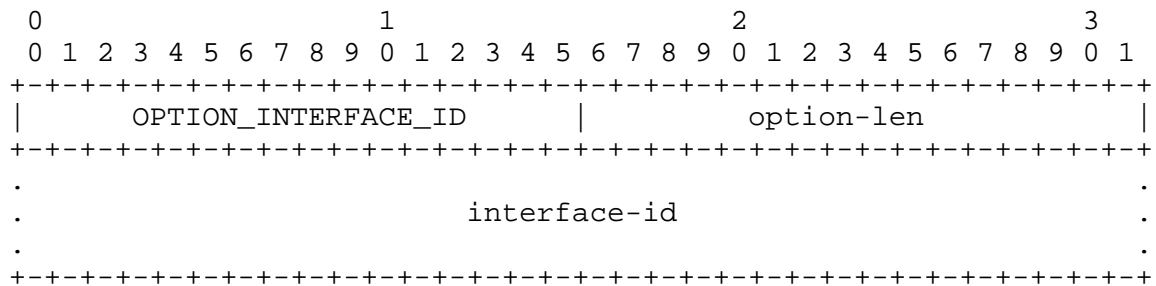 0                   1                   2                   3
 0 1 2 3 4 5 6 7 8 9 0 1 2 3 4 5 6 7 8 9 0 1 2 3 4 5 6 7 8 9 0 1
+-+-+-+-+-+-+-+-+-+-+-+-+-+-+-+-+-+-+-+-+-+-+-+-+-+-+-+-+-+-+-+-+
|      OPTION_INTERFACE_ID      |         option-len            |
+-+-+-+-+-+-+-+-+-+-+-+-+-+-+-+-+-+-+-+-+-+-+-+-+-+-+-+-+-+-+-+-+
.                                                               .
.                         interface-id                          .
.                                                               .
+-+-+-+-+-+-+-+-+-+-+-+-+-+-+-+-+-+-+-+-+-+-+-+-+-+-+-+-+-+-+-+-+